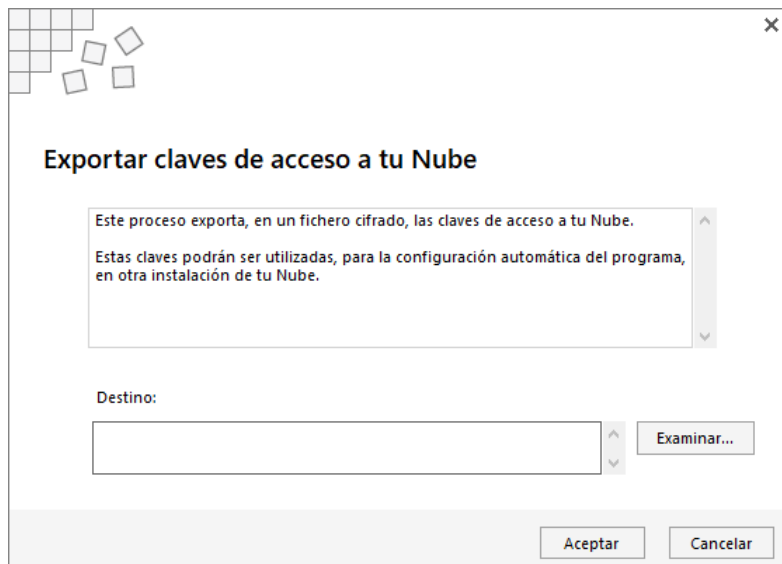 Exportar claves de acceso a tu Nube
Este proceso exporta, en un fichero cifrado, las claves de acceso a tu Nube.
Estas claves podrán ser utilizadas, para la configuración automática del programa,
en otra instalación de tu Nube.
Destino:
Examinar...
Aceptar
Cancelar